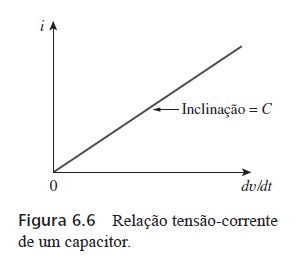 i
Inclinação = C
0
dv/dt
Figura 6.6 Relação tensão-corrente
de um capacitor.